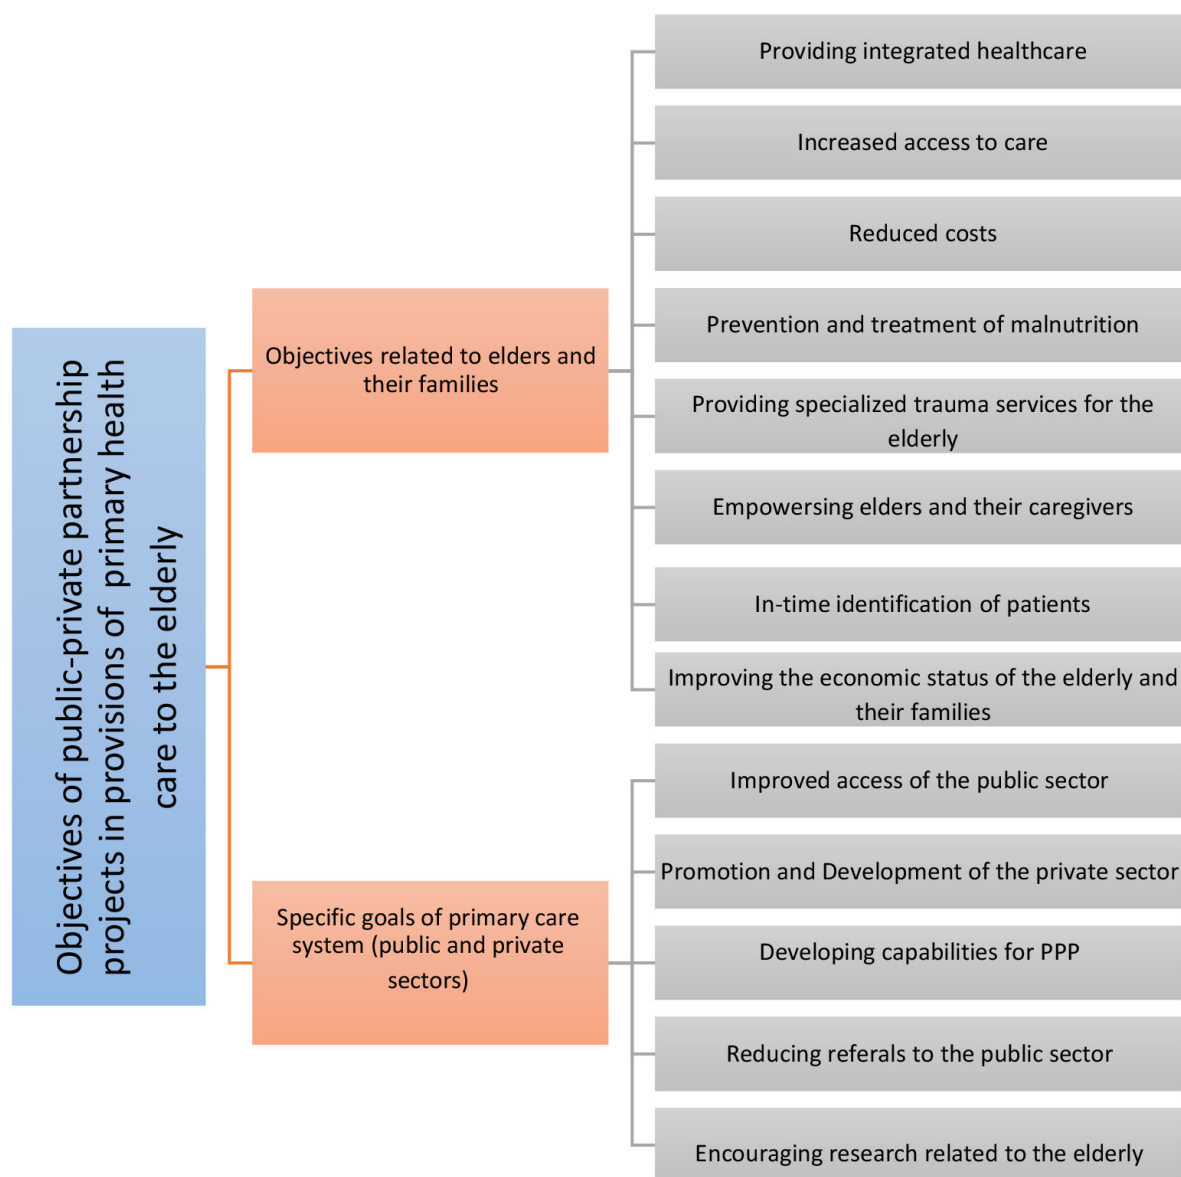 Objectives of public-private partnership
projects in provisions of primary health
care to the elderly
Objectives related to elders and
their families
Providing integrated healthcare
Increased access to care
Reduced costs
Prevention and treatment of malnutrition
Providing specialized trauma services for the
elderly
Empowersing elders and their caregivers
In-time identification of patients
Improving the economic status of the elderly and
their families
Specific goals of primary care
system (public and private
sectors)
Improved access of the public sector
Promotion and Development of the private sector
Developing capabilities for PPP
Reducing referals to the public sector
Encouraging research related to the elderly